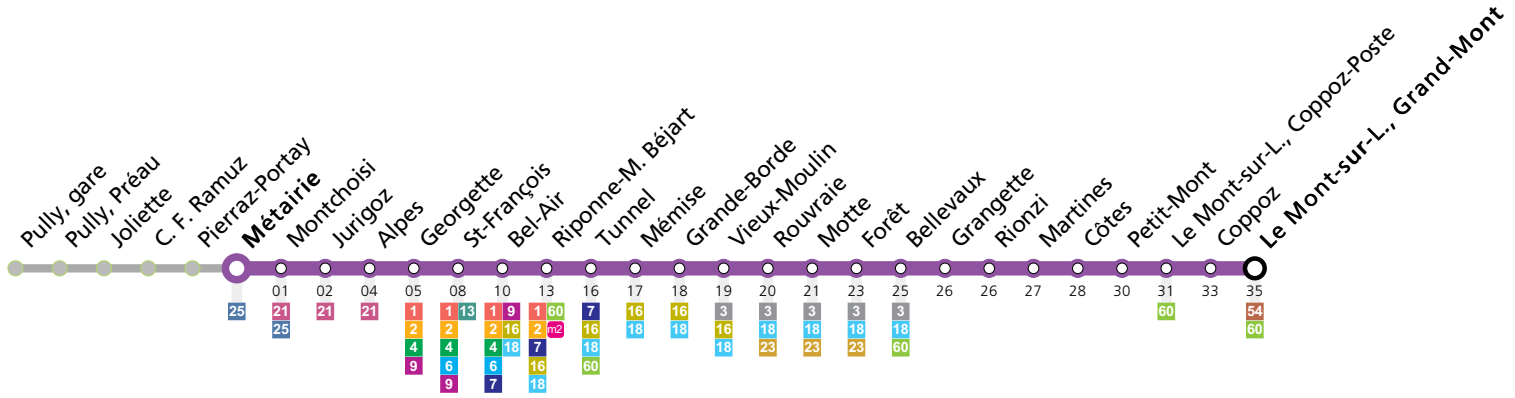 Pully, gare
Pully, Préau
Joliette
C. F. Ramuz
Pierraz-Portay
Métairie
Montchoisi
Jurigoz
Alpes
Georgette
St-François
Bel-Air
Riponne-M. Béjart
Tunnel
Mémise
Grande-Borde
Vieux-Moulin
Rouvraie
Motte
Forêt
Bellevaux
Grangette
Rionzi
Martines
Côtes
Petit-Mont
Le Mont-sur-L., Coppoz-Poste
Coppoz
Le Mont-sur-L., Grand-Mont
01 02 04 05 08 10 13 16 17 18 19 20 21 23 25 26 26 27 28 30 31 33 35
25 21 21 21 1 1 13 1 9 1 60 7 16 16 3 3 3 3 3 60 54
25 2 2 2 16 2 m2 16 18 18 16 18 18 18 18 60
4 4 4 18 7 18 18 23 23 23 60
9 6 6 16 60
9 7 18